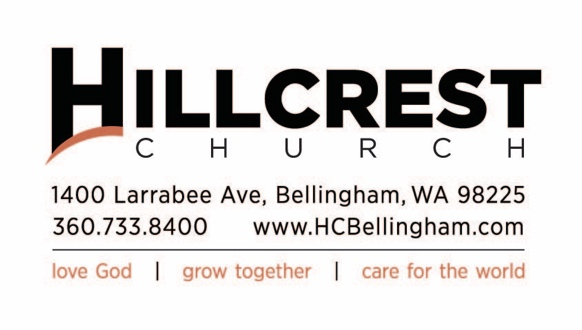 HILLCREST
CHURCH
1400 Larrabee Ave, Bellingham, WA 98225
360.733.8400 www.HCBellingham.com
love God | grow together | care for the world